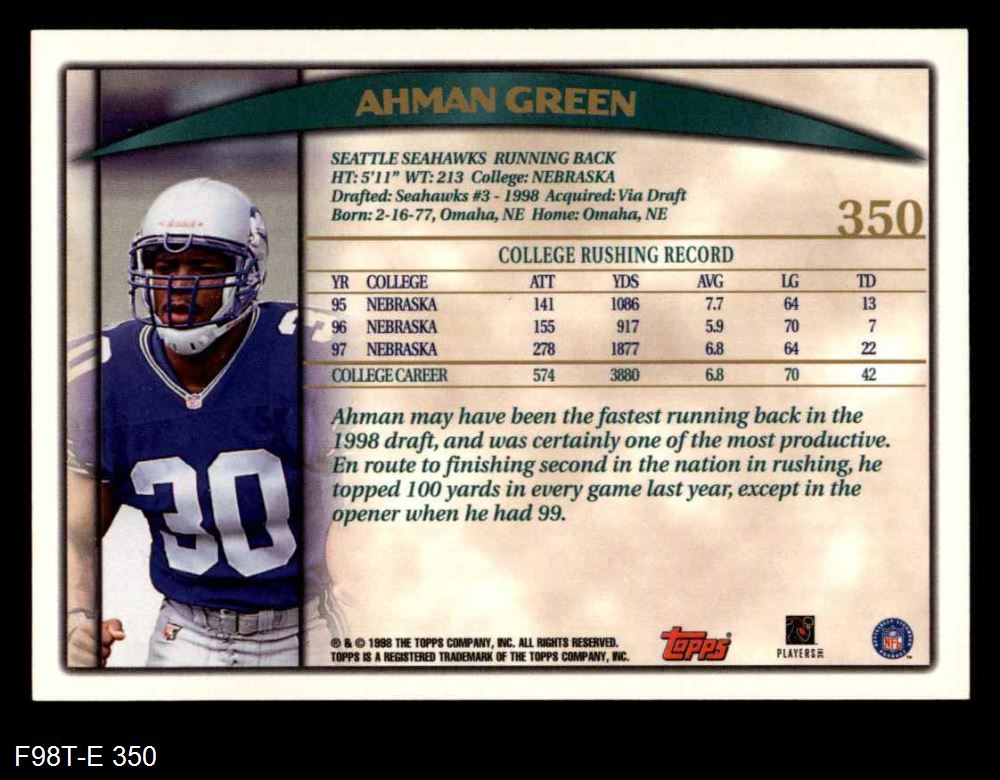 AHMAN GREEN
SEATTLE SEAHAWKS RUNNING BACK
HT: 5'11" WT: 213 College: NEBRASKA
Drafted: Seahawks #3 - 1998 Acquired: Via Draft
Born: 2-16-77, Omaha, NE Home: Omaha, NE
350
COLLEGE RUSHING RECORD
YR COLLEGE ATT YDS AVG LG TD
95 NEBRASKA 141 1086 7.7 64 13
96 NEBRASKA 155 917 5.9 70 7
97 NEBRASKA 278 1877 6.8 64 22
COLLEGE CAREER 574 3880 6.8 70 42
Ahman may have been the fastest running back in the
1998 draft, and was certainly one of the most productive.
En route to finishing second in the nation in rushing, he
topped 100 yards in every game last year, except in the
opener when he had 99.
30
® & © 1998 THE TOPPS COMPANY, INC. ALL RIGHTS RESERVED.
TOPPS IS A REGISTERED TRADEMARK OF THE TOPPS COMPANY, INC.
topps®
PLAYERS INC
NFL
F98T-E 350